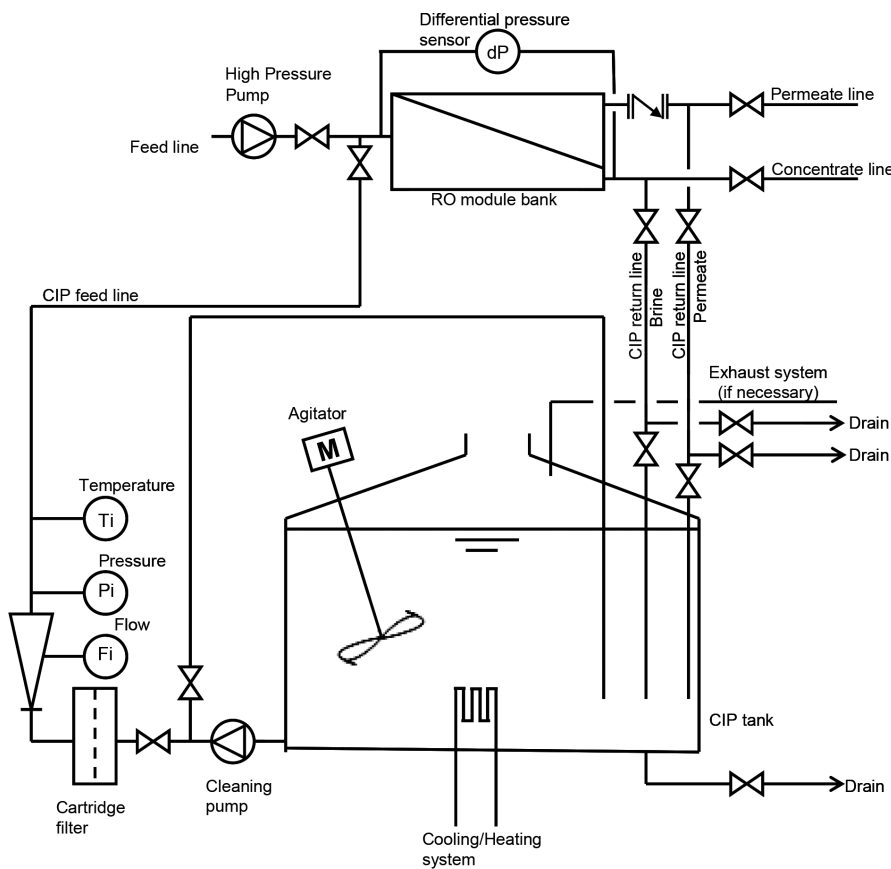 Differential pressure
sensor
dP
High Pressure
Pump
Feed line
Permeate line
Concentrate line
RO module bank
CIP feed line
CIP return line
Brine
CIP return line
Permeate
Exhaust system
(if necessary)
Drain
Drain
Agitator
M
Temperature
Ti
Pressure
Pi
Flow
Fi
CIP tank
Cleaning
pump
Drain
Cartridge
filter
Cooling/Heating
system